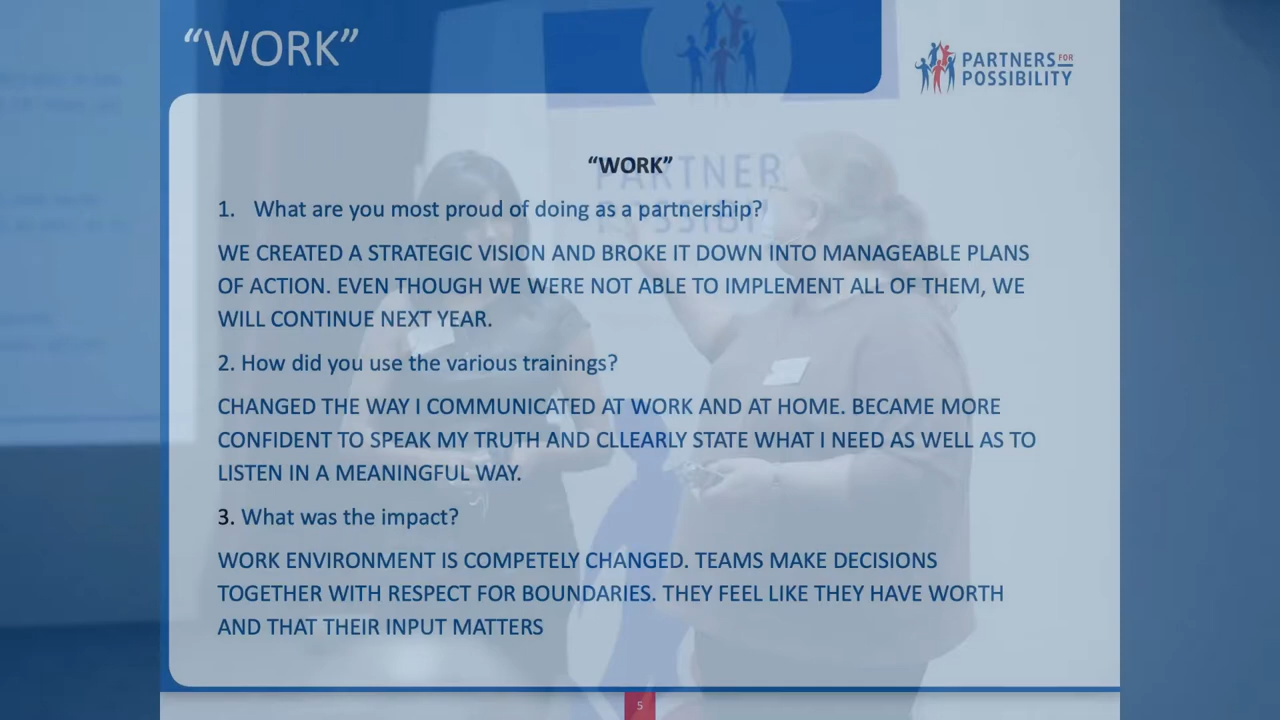 “WORK”
PARTNERS FOR
POSSIBILITY
“WORK”
PARTNER
POSSIBI
1. What are you most proud of doing as a partnership?
WE CREATED A STRATEGIC VISION AND BROKE IT DOWN INTO MANAGEABLE PLANS
OF ACTION. EVEN THOUGH WE WERE NOT ABLE TO IMPLEMENT ALL OF THEM, WE
WILL CONTINUE NEXT YEAR.
2. How did you use the various trainings?
CHANGED THE WAY I COMMUNICATED AT WORK AND AT HOME. BECAME MORE
CONFIDENT TO SPEAK MY TRUTH AND CLLEARLY STATE WHAT I NEED AS WELL AS TO
LISTEN IN A MEANINGFUL WAY.
3. What was the impact?
WORK ENVIRONMENT IS COMPETELY CHANGED. TEAMS MAKE DECISIONS
TOGETHER WITH RESPECT FOR BOUNDARIES. THEY FEEL LIKE THEY HAVE WORTH
AND THAT THEIR INPUT MATTERS
5